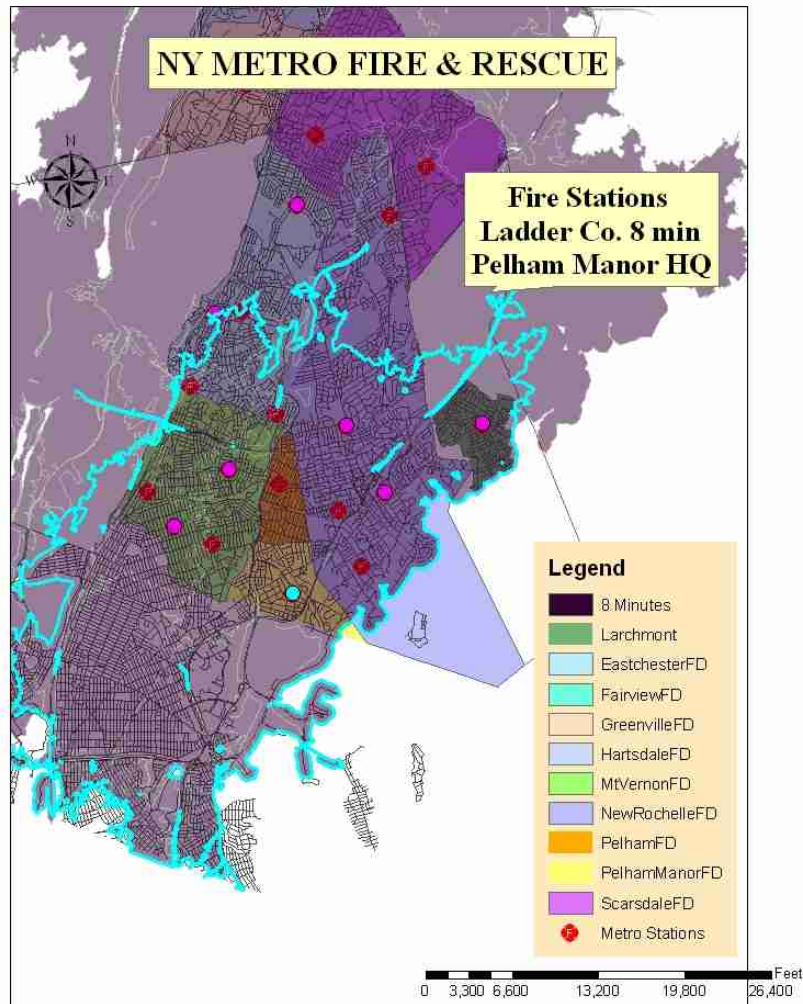 NY METRO FIRE & RESCUE
N
W E
S
Fire Stations
Ladder Co. 8 min
Pelham Manor HQ
Legend
8 Minutes
Larchmont
EastchesterFD
FairviewFD
GreenvilleFD
HartsdaleFD
MtVernonFD
NewRochelleFD
PelhamFD
PelhamManorFD
ScarsdaleFD
F Metro Stations
Feet
0 3,300 6,600 13,200 19,800 26,400